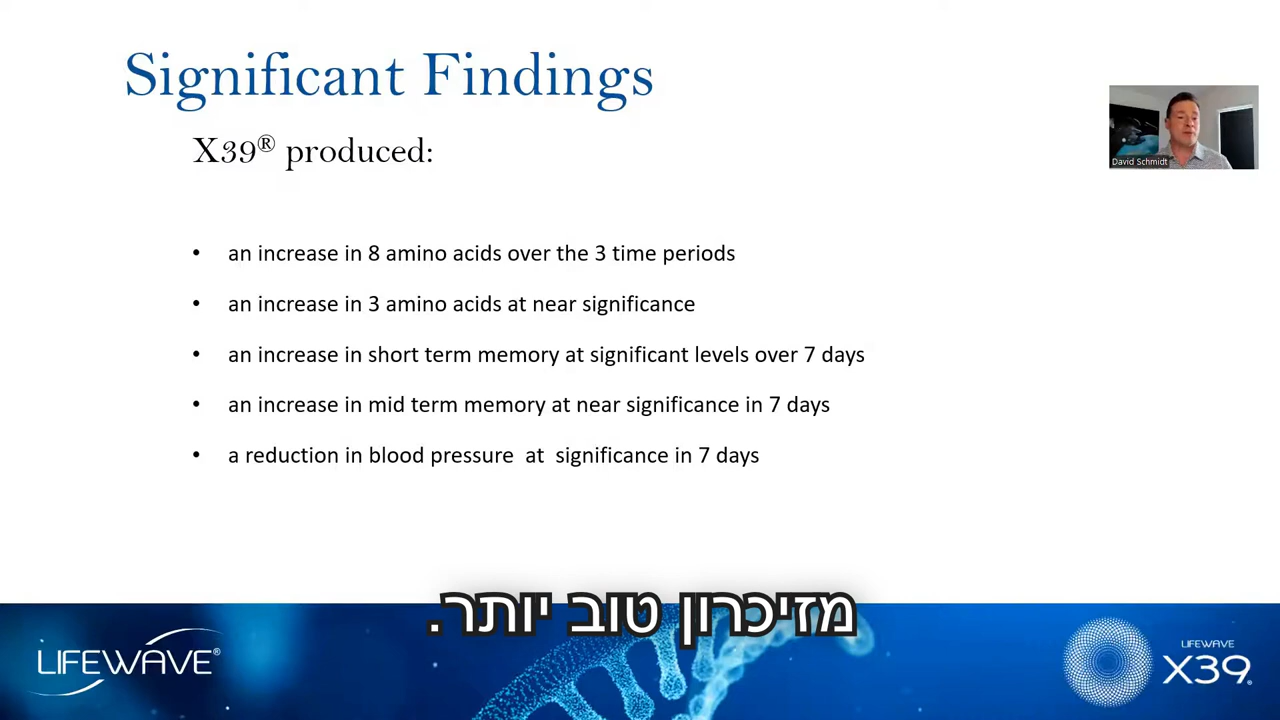 Significant Findings
X39® produced:
David Schmidt
• an increase in 8 amino acids over the 3 time periods
• an increase in 3 amino acids at near significance
• an increase in short term memory at significant levels over 7 days
• an increase in mid term memory at near significance in 7 days
• a reduction in blood pressure at significance in 7 days
מזיכרון טוב יותר.
LIFEWAVE®
LIFEWAVE
X39®